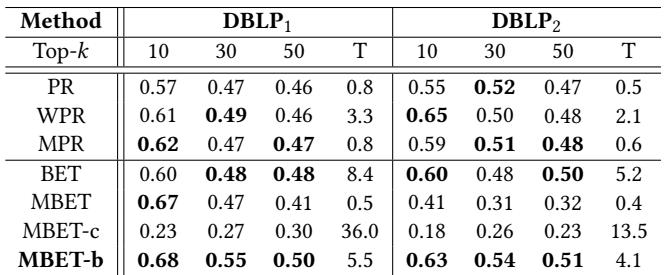 Method DBLP1 DBLP2
Top-k 10 30 50 T 10 30 50 T
PR 0.57 0.47 0.46 0.8 0.55 0.52 0.47 0.5
WPR 0.61 0.49 0.46 3.3 0.65 0.50 0.48 2.1
MPR 0.62 0.47 0.47 0.8 0.59 0.51 0.48 0.6
BET 0.60 0.48 0.48 8.4 0.60 0.48 0.50 5.2
MBET 0.67 0.47 0.41 0.5 0.41 0.31 0.32 0.4
MBET-c 0.23 0.27 0.30 36.0 0.18 0.26 0.23 13.5
MBET-b 0.68 0.55 0.50 5.5 0.63 0.54 0.51 4.1